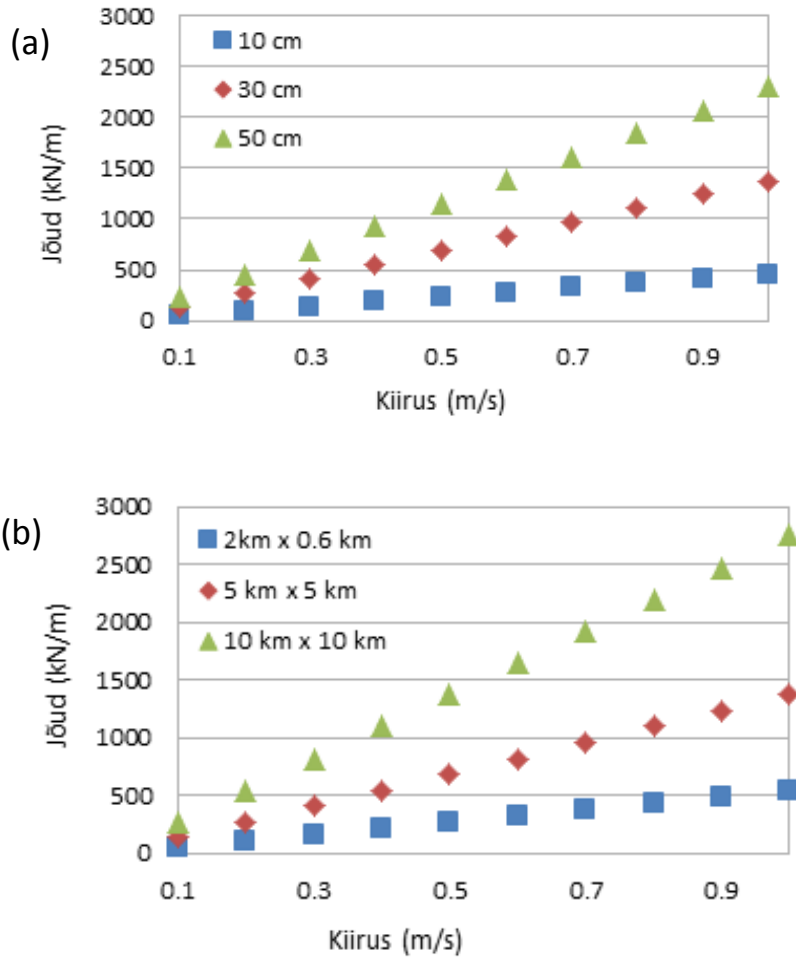 (a)
3000
2500
2000
1500
1000
500
0
10 cm
30 cm
50 cm
Jõud (kN/m)
0.1 0.3 0.5 0.7 0.9
Kiirus (m/s)
(b)
3000
2500
2000
1500
1000
500
0
2km x 0.6 km
5 km x 5 km
10 km x 10 km
Jõud (kN/m)
0.1 0.3 0.5 0.7 0.9
Kiirus (m/s)